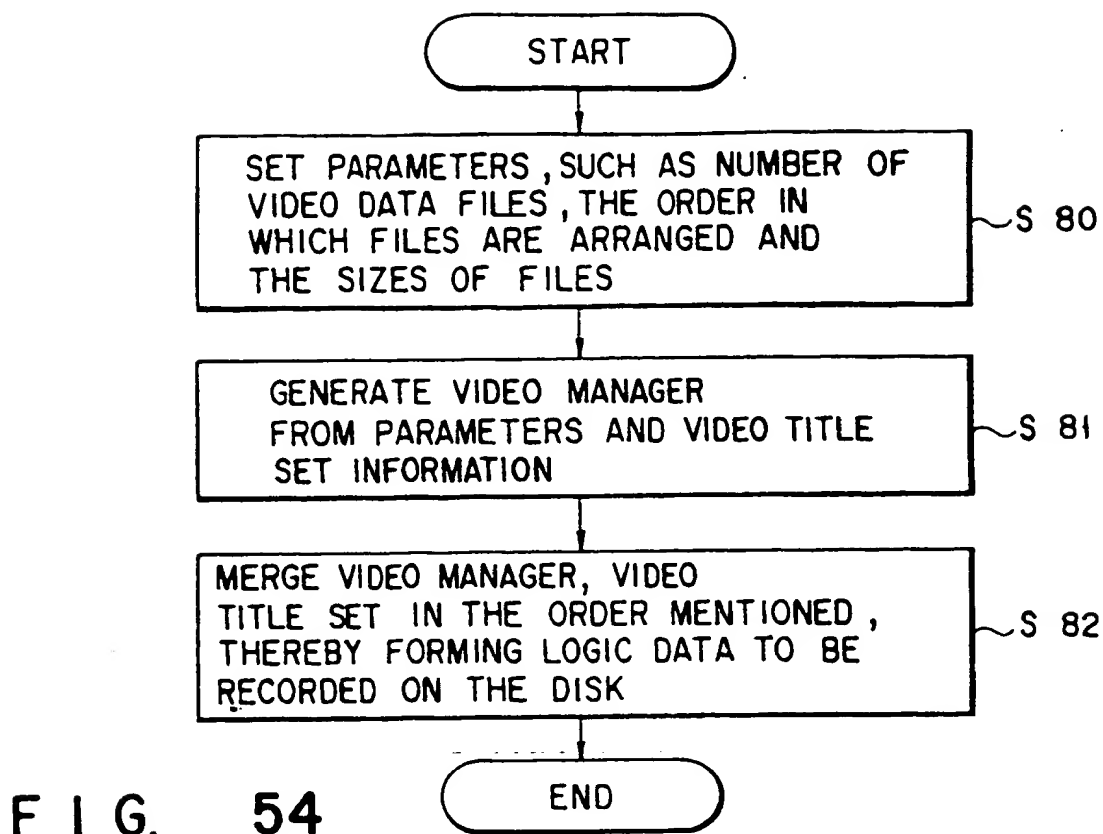 START
SET PARAMETERS, SUCH AS NUMBER OF
VIDEO DATA FILES, THE ORDER IN
WHICH FILES ARE ARRANGED AND
THE SIZES OF FILES
S 80
GENERATE VIDEO MANAGER
FROM PARAMETERS AND VIDEO TITLE
SET INFORMATION
S 81
MERGE VIDEO MANAGER, VIDEO
TITLE SET IN THE ORDER MENTIONED,
THEREBY FORMING LOGIC DATA TO BE
RECORDED ON THE DISK
S 82
END
FIG. 54